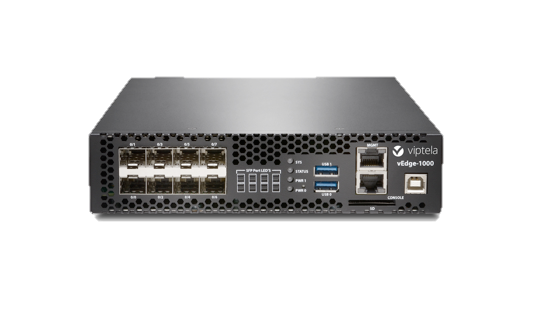 0/1 0/3 0/5 0/7
0/0 0/2 0/4 0/6
SFP Port LED'S
SYS
STATUS
PWR 1
PWR 0
USB 1
USB 0
MGMT
viptela
vEdge-1000
CONSOLE
SD